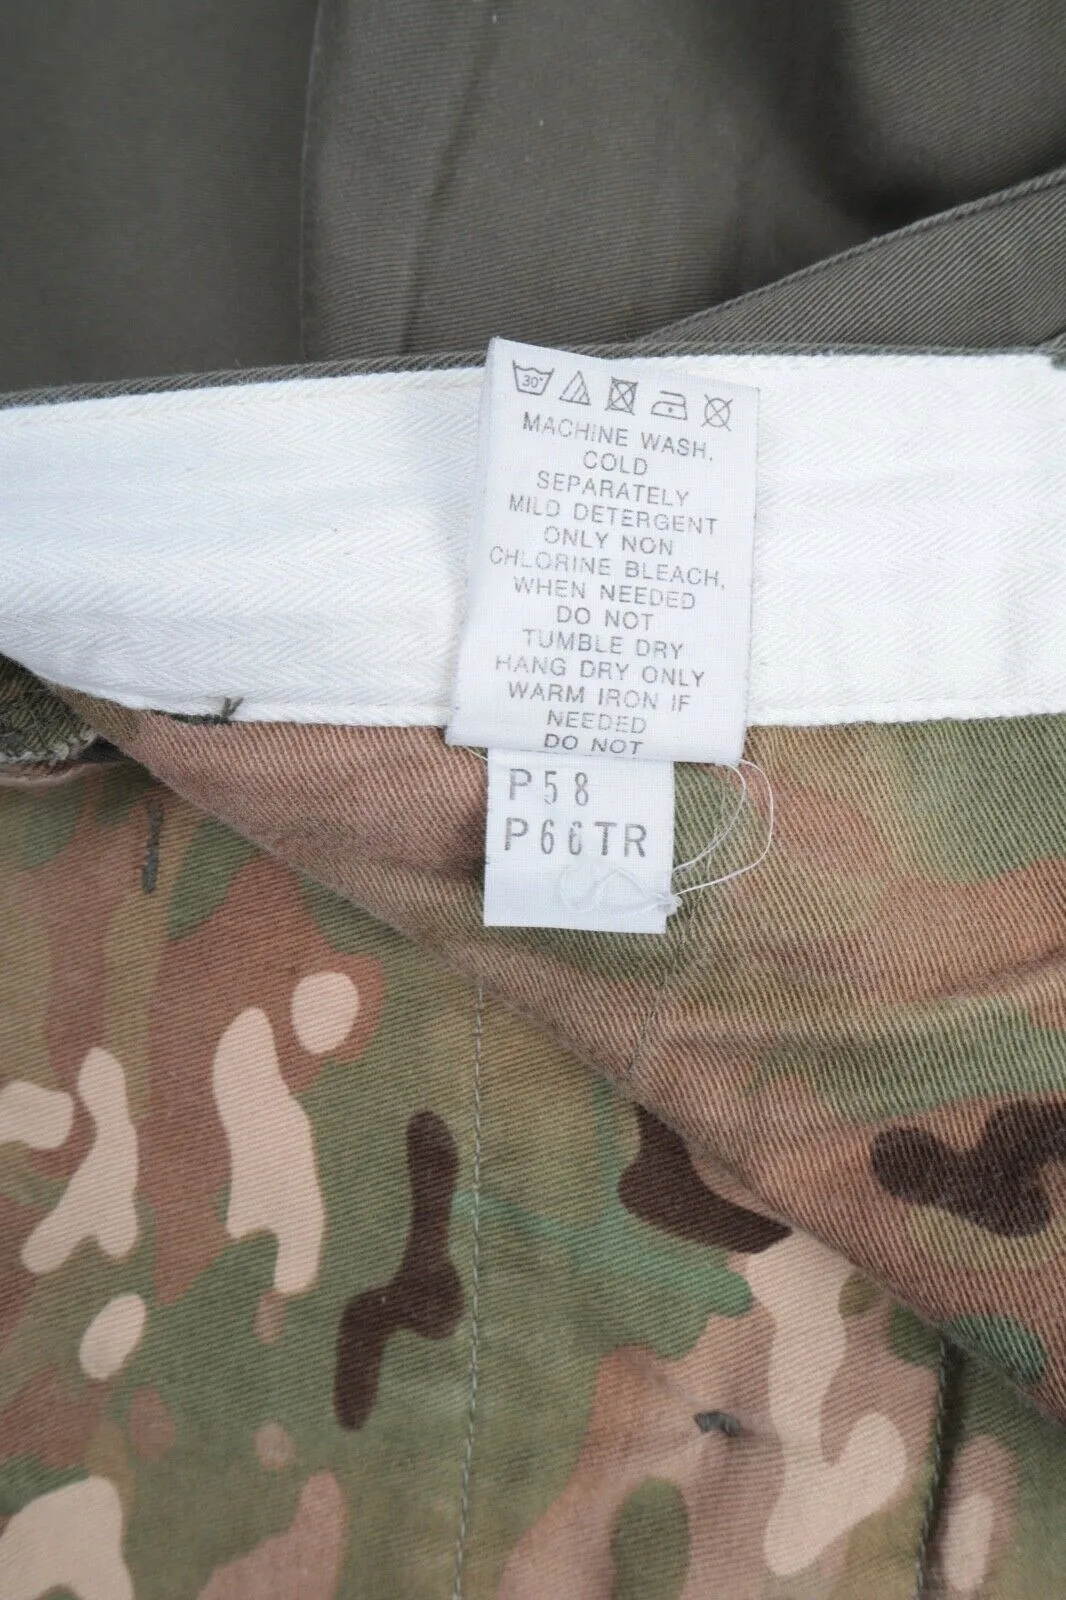 30°
MACHINE WASH,
COLD
SEPARATELY
MILD DETERGENT
ONLY NON
CHLORINE BLEACH,
WHEN NEEDED
DO NOT
TUMBLE DRY
HANG DRY ONLY
WARM IRON IF
NEEDED
DO NOT
P58
P66TR